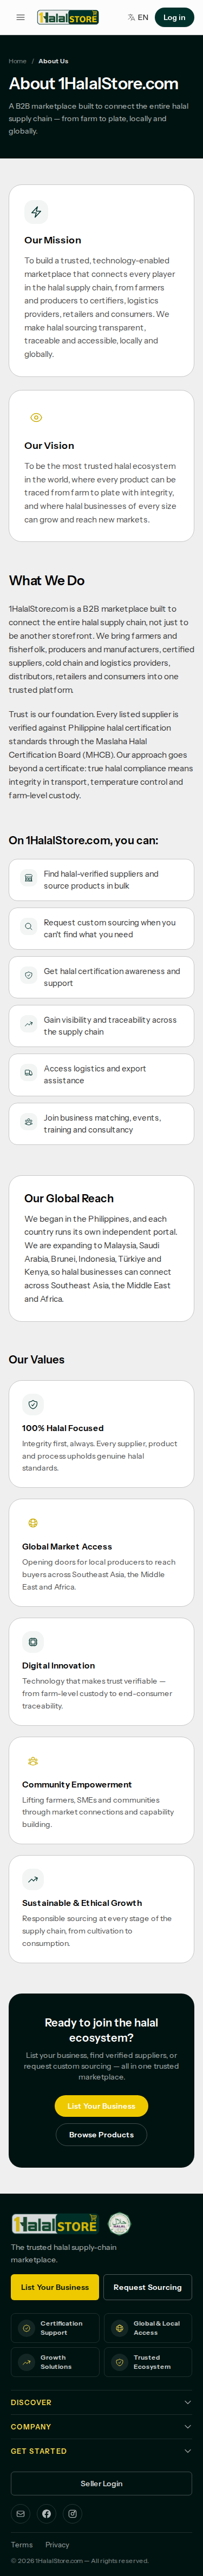 1HalalSTORE
EN
Log in
Home / About Us
About 1HalalStore.com
A B2B marketplace built to connect the entire halal
supply chain — from farm to plate, locally and
globally.
Our Mission
To build a trusted, technology-enabled
marketplace that connects every player
in the halal supply chain, from farmers
and producers to certifiers, logistics
providers, retailers and consumers. We
make halal sourcing transparent,
traceable and accessible, locally and
globally.
Our Vision
To be the most trusted halal ecosystem
in the world, where every product can be
traced from farm to plate with integrity,
and where halal businesses of every size
can grow and reach new markets.
What We Do
1HalalStore.com is a B2B marketplace built to
connect the entire halal supply chain, not just to
be another storefront. We bring farmers and
fisherfolk, producers and manufacturers, certified
suppliers, cold chain and logistics providers,
distributors, retailers and consumers into one
trusted platform.
Trust is our foundation. Every listed supplier is
verified against Philippine halal certification
standards through the Maslaha Halal
Certification Board (MHCB). Our approach goes
beyond a certificate: true halal compliance means
integrity in transport, temperature control and
farm-level custody.
On 1HalalStore.com, you can:
Find halal-verified suppliers and
source products in bulk
Request custom sourcing when you
can't find what you need
Get halal certification awareness and
support
Gain visibility and traceability across
the supply chain
Access logistics and export
assistance
Join business matching, events,
training and consultancy
Our Global Reach
We began in the Philippines, and each
country runs its own independent portal.
We are expanding to Malaysia, Saudi
Arabia, Brunei, Indonesia, Türkiye and
Kenya, so halal businesses can connect
across Southeast Asia, the Middle East
and Africa.
Our Values
100% Halal Focused
Integrity first, always. Every supplier, product
and process upholds genuine halal
standards.
Global Market Access
Opening doors for local producers to reach
buyers across Southeast Asia, the Middle
East and Africa.
Digital Innovation
Technology that makes trust verifiable —
from farm-level custody to end-consumer
traceability.
Community Empowerment
Lifting farmers, SMEs and communities
through market connections and capability
building.
Sustainable & Ethical Growth
Responsible sourcing at every stage of the
supply chain, from cultivation to
consumption.
Ready to join the halal
ecosystem?
List your business, find verified suppliers, or
request custom sourcing — all in one trusted
marketplace.
List Your Business
Browse Products
1HalalSTORE
The trusted halal supply-chain
marketplace.
List Your Business
Request Sourcing
Certification
Support
Global & Local
Access
Growth
Solutions
Trusted
Ecosystem
DISCOVER
COMPANY
GET STARTED
Seller Login
Terms Privacy
© 2026 1HalalStore.com — All rights reserved.